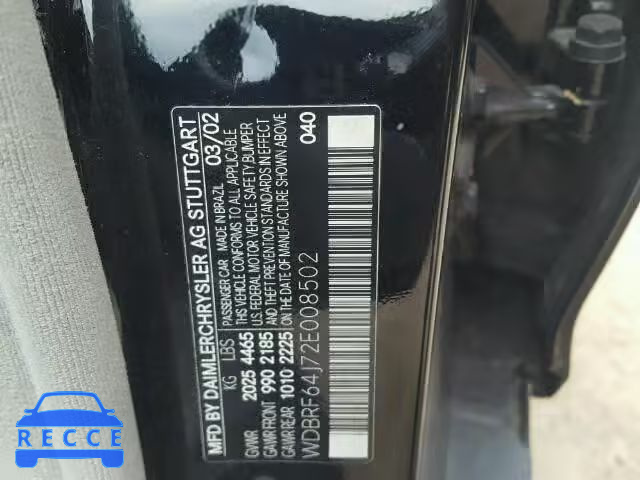 MFD BY DAIMLERCHRYSLER AG STUTTGART
KG LBS PASSENGER CAR MADE IN BRAZIL 03/02
GVWR 2025 4465 THIS VEHICLE CONFORMS TO ALL APPLICABLE
GAWR FRONT 990 2185 U.S. FEDERAL MOTOR VEHICLE SAFETY, BUMPER
GAWR REAR 1010 2225 AND THEFT PREVENTION STANDARDS IN EFFECT
ON THE DATE OF MANUFACTURE SHOWN ABOVE
WDBRF64J72E008502 040
RECCE